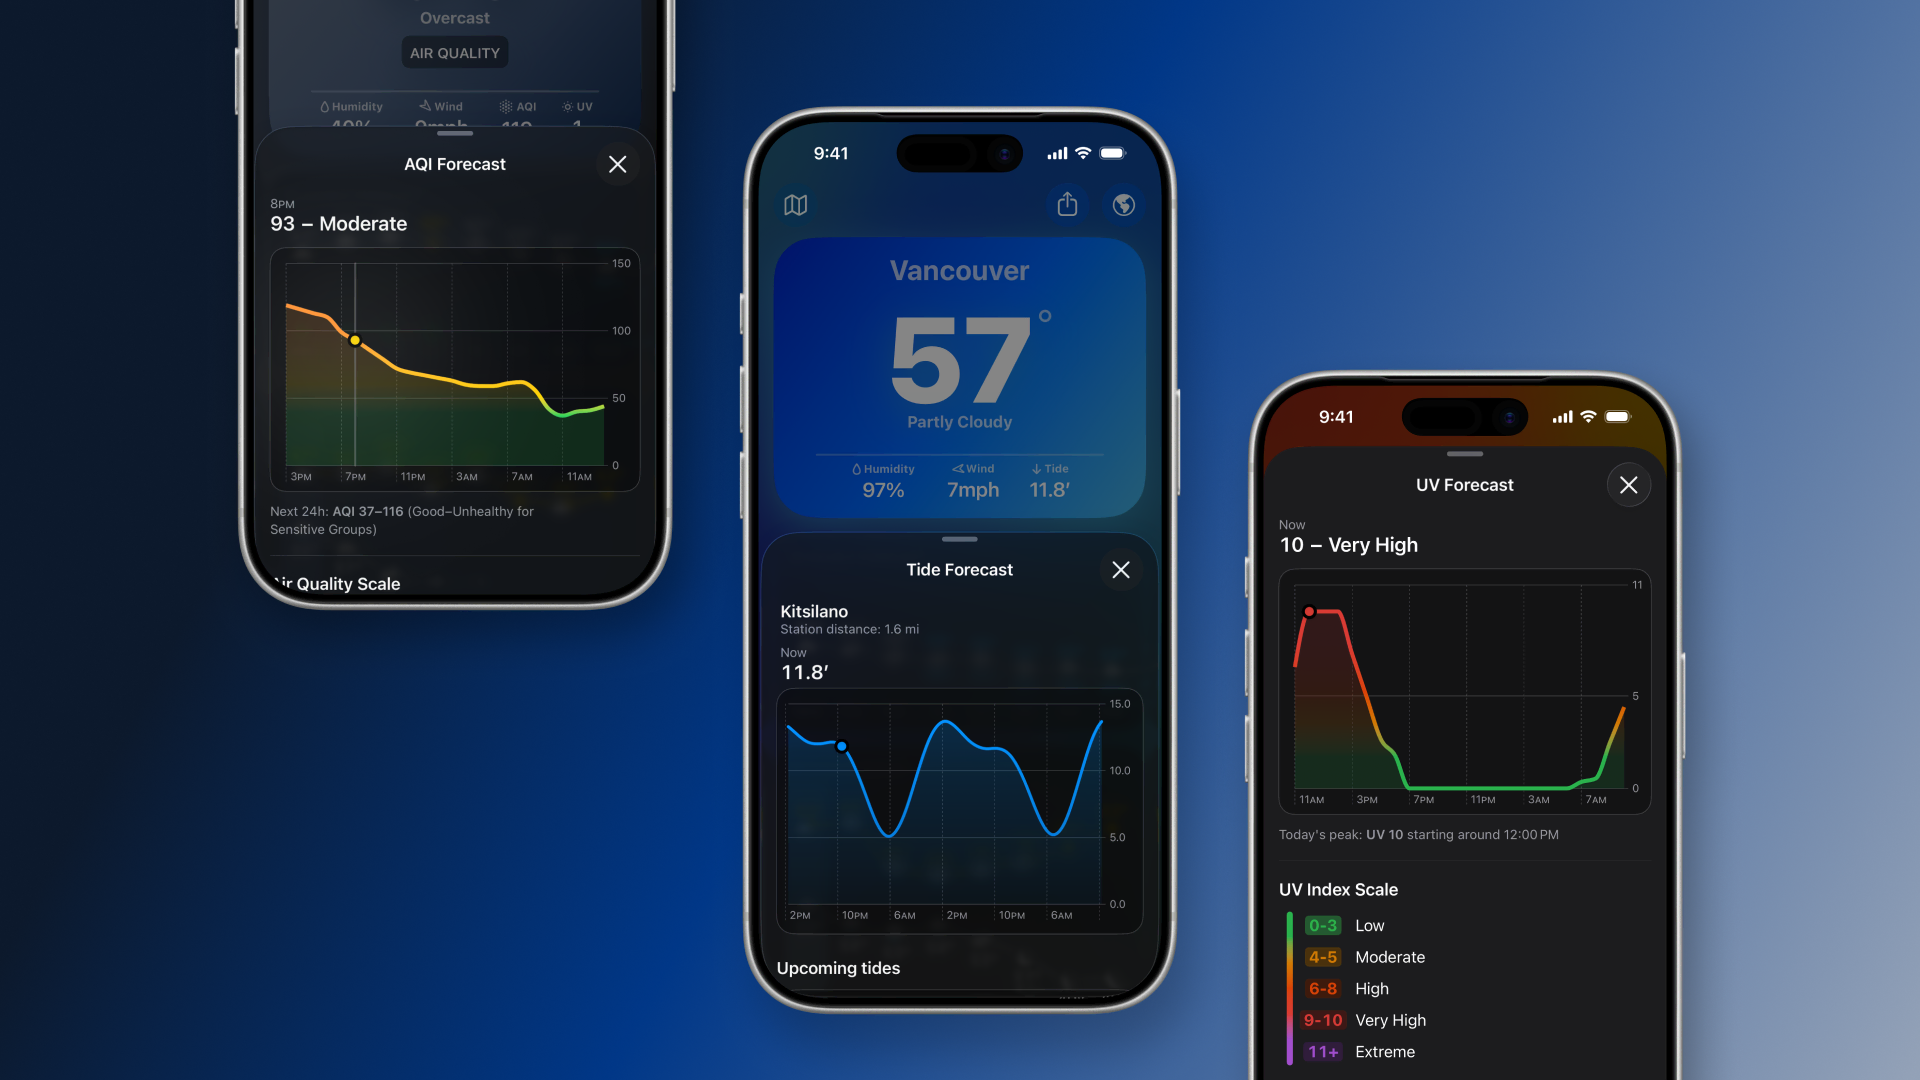 Overcast
AIR QUALITY
Humidity Wind AQI UV
AQI Forecast
8PM
93 – Moderate
150
100
50
0
3PM 7PM 11PM 3AM 7AM 11AM
Next 24h: AQI 37–116 (Good–Unhealthy for
Sensitive Groups)
Air Quality Scale
9:41
Vancouver
57°
Partly Cloudy
Humidity Wind Tide
97% 7mph 11.8′
Tide Forecast
Kitsilano
Station distance: 1.6 mi
Now
11.8′
15.0
10.0
5.0
0.0
2PM 10PM 6AM 2PM 10PM 6AM
Upcoming tides
9:41
UV Forecast
Now
10 – Very High
11
5
0
11AM 3PM 7PM 11PM 3AM 7AM
Today's peak: UV 10 starting around 12:00 PM
UV Index Scale
0-3 Low
4-5 Moderate
6-8 High
9-10 Very High
11+ Extreme